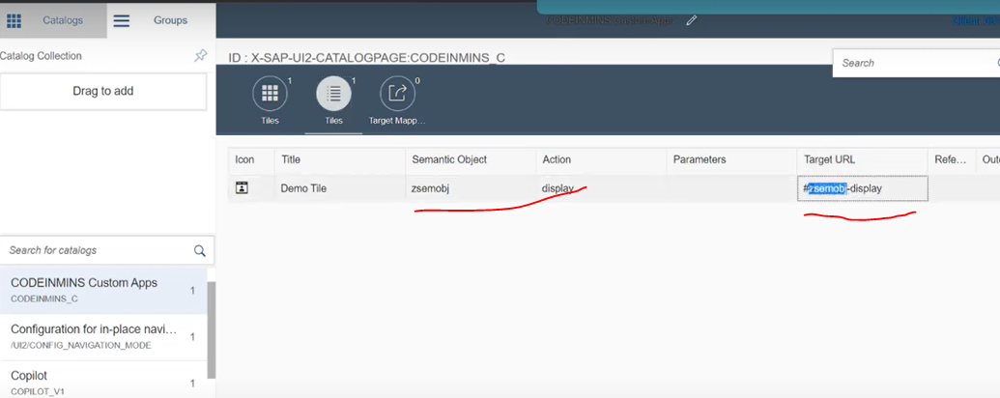 Catalogs
Groups
CODEINMINS Custom Apps
Catalog Collection
Drag to add
ID : X-SAP-UI2-CATALOGPAGE:CODEINMINS_C
Search
1
1
0
Tiles
Tiles
Target Mapp...
Icon Title Semantic Object Action Parameters Target URL Refe...
Demo Tile zsemobj display #zsemobj-display
Search for catalogs
CODEINMINS Custom Apps 1
CODEINMINS_C
Configuration for in-place navi... 1
/UI2/CONFIG_NAVIGATION_MODE
Copilot 1
COPILOT_V1